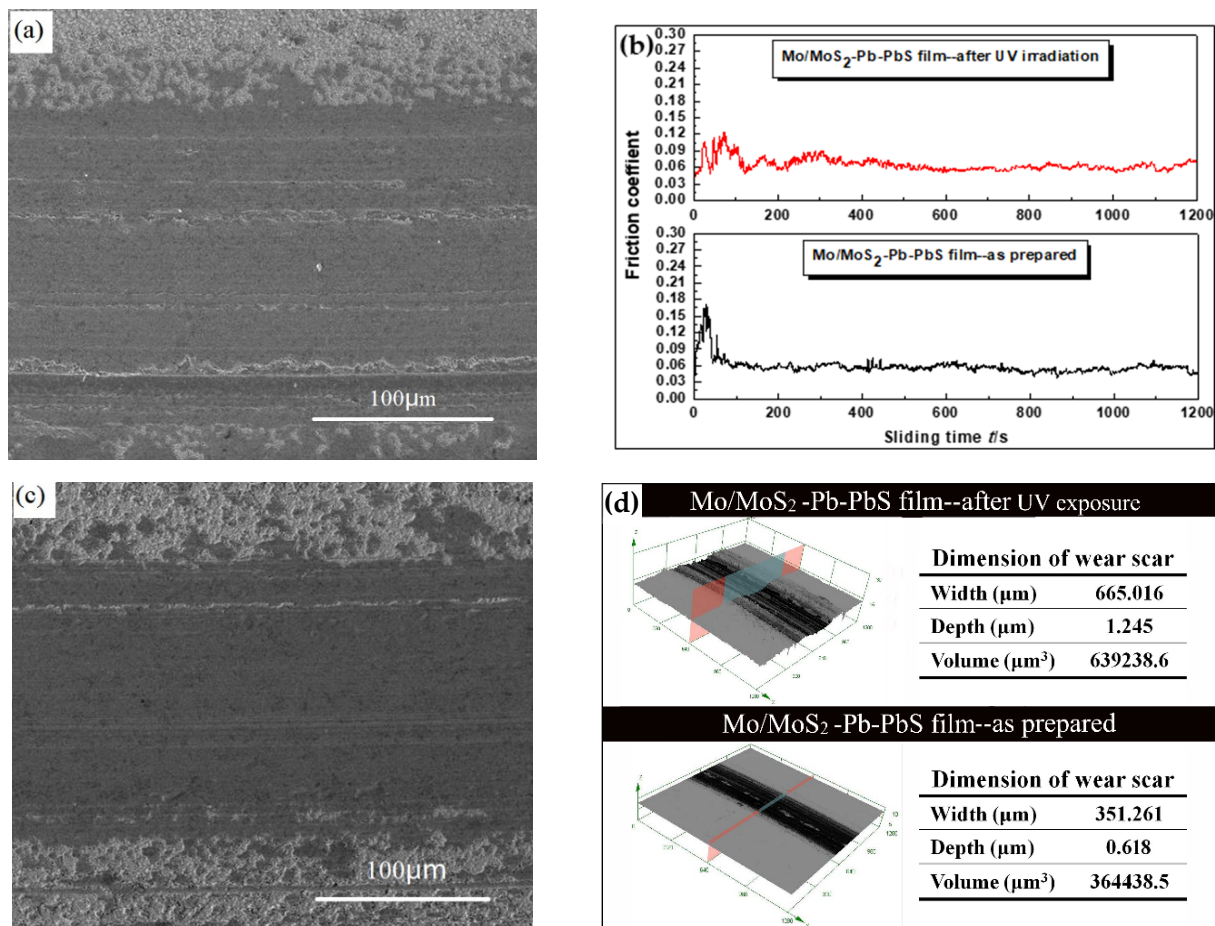 (a)
100μm
(b)
0.30
0.27
0.24
0.21
0.18
0.15
0.12
0.09
0.06
0.03
0.00
Mo/MoS2-Pb-PbS film--after UV irradiation
0 200 400 600 800 1000 1200
Friction coeffient
0.30
0.27
0.24
0.21
0.18
0.15
0.12
0.09
0.06
0.03
0.00
Mo/MoS2-Pb-PbS film--as prepared
0 200 400 600 800 1000 1200
Sliding time t/s
(c)
100μm
(d) Mo/MoS2 -Pb-PbS film--after UV exposure
Dimension of wear scar
Width (μm) 665.016
Depth (μm) 1.245
Volume (μm³) 639238.6
Mo/MoS2 -Pb-PbS film--as prepared
Dimension of wear scar
Width (μm) 351.261
Depth (μm) 0.618
Volume (μm³) 364438.5